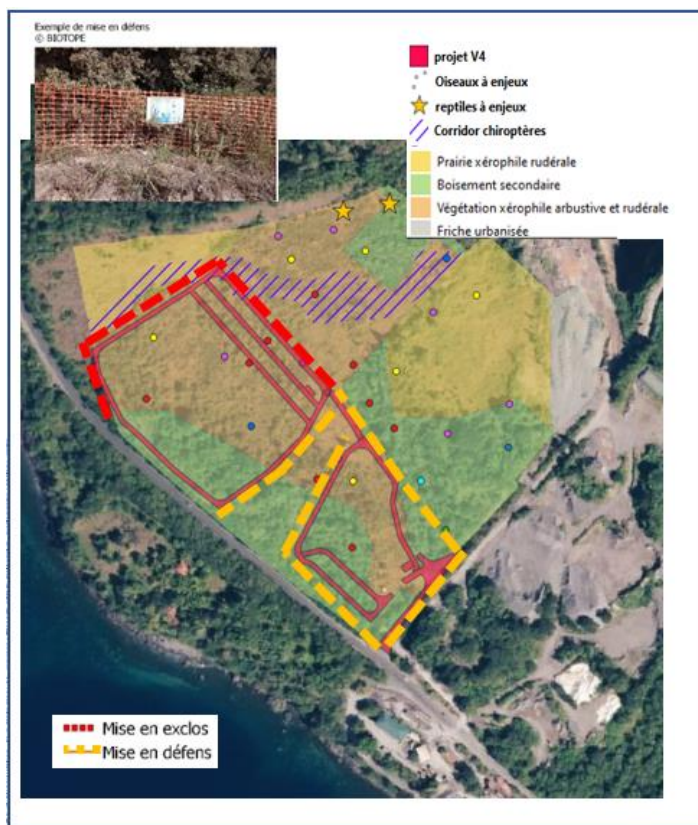 Exemple de mise en défens
© BIOTOPE
projet V4
Oiseaux à enjeux
reptiles à enjeux
Corridor chiroptères
Prairie xérophile rudérale
Boisement secondaire
Végétation xérophile arbustive et rudérale
Friche urbanisée
Mise en exclos
Mise en défens